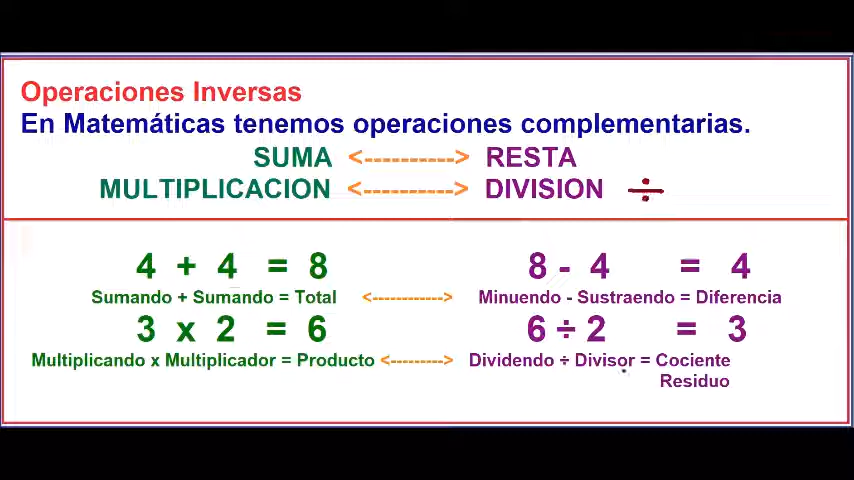 Operaciones Inversas
En Matemáticas tenemos operaciones complementarias.
SUMA <----------> RESTA
MULTIPLICACION <----------> DIVISION ÷
4 + 4 = 8 8 - 4 = 4
Sumando + Sumando = Total <------------> Minuendo - Sustraendo = Diferencia
3 x 2 = 6 6 ÷ 2 = 3
Multiplicando x Multiplicador = Producto <---------> Dividendo ÷ Divisor = Cociente
Residuo